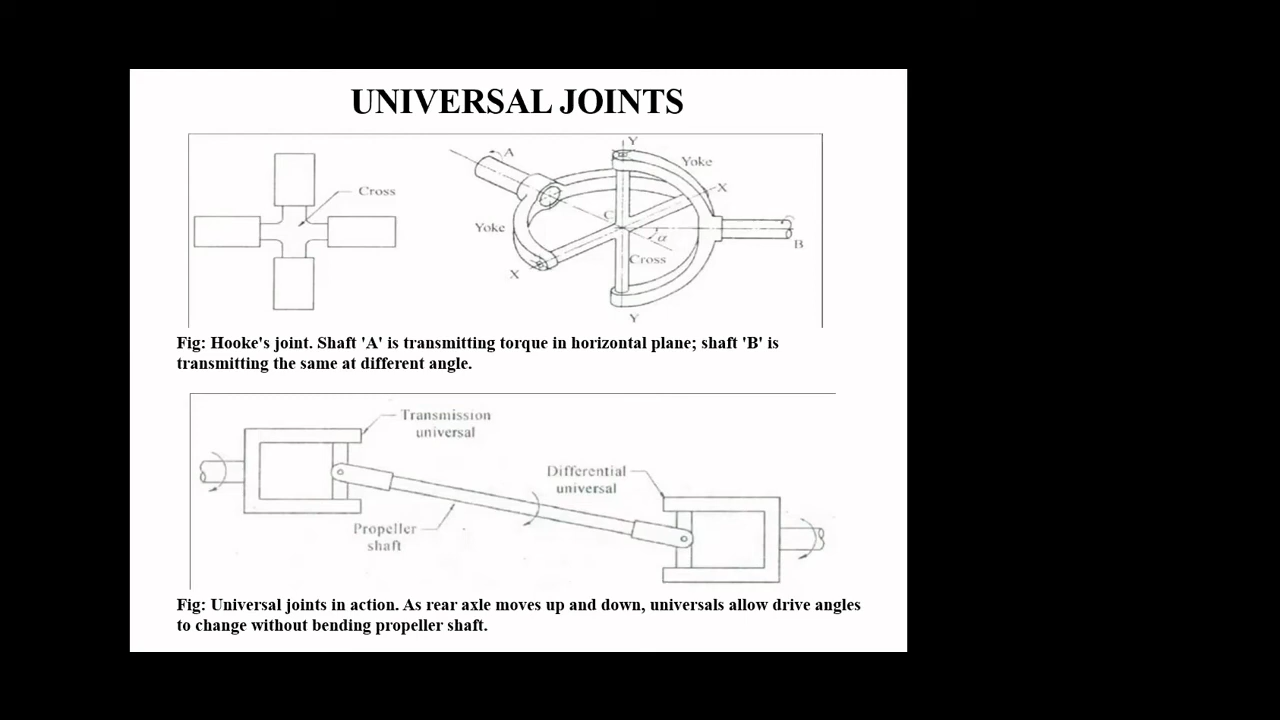 UNIVERSAL JOINTS
Cross
A
Y
Yoke
X
C
Yoke
α
B
Cross
X
Y
Fig: Hooke's joint. Shaft 'A' is transmitting torque in horizontal plane; shaft 'B' is
transmitting the same at different angle.
Transmission
universal
Differential
universal
Propeller
shaft
Fig: Universal joints in action. As rear axle moves up and down, universals allow drive angles
to change without bending propeller shaft.